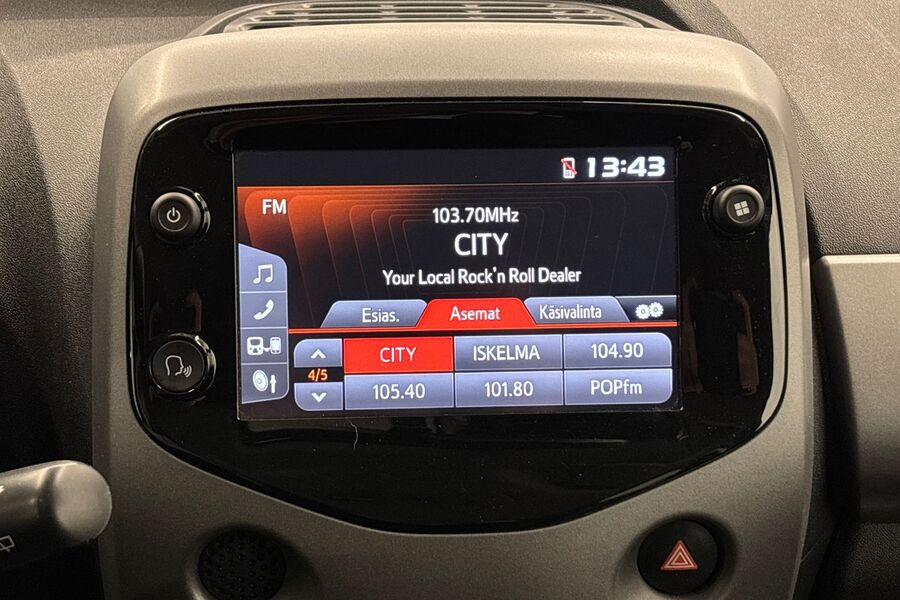 13:43
FM
103.70MHz
CITY
Your Local Rock'n Roll Dealer
Esias. Asemat Käsivalinta
CITY ISKELMA 104.90
4/5
105.40 101.80 POPfm